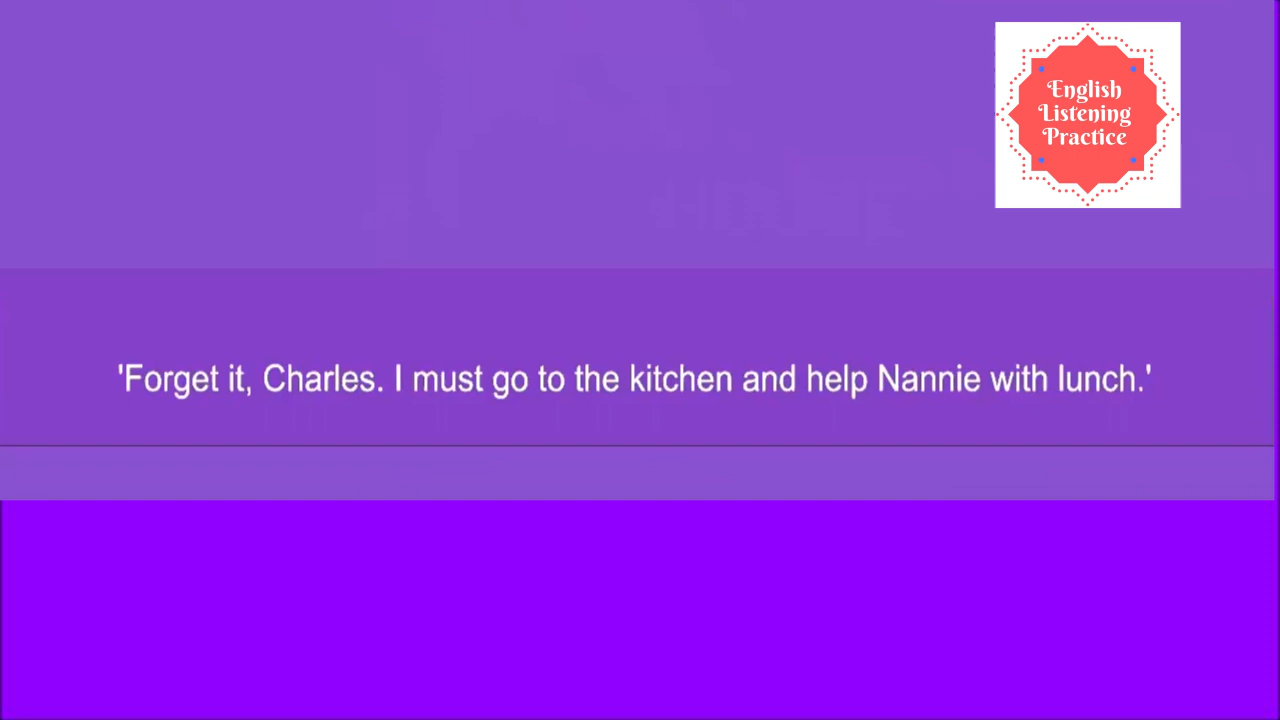 English
Listening
Practice
'Forget it, Charles. I must go to the kitchen and help Nannie with lunch.'